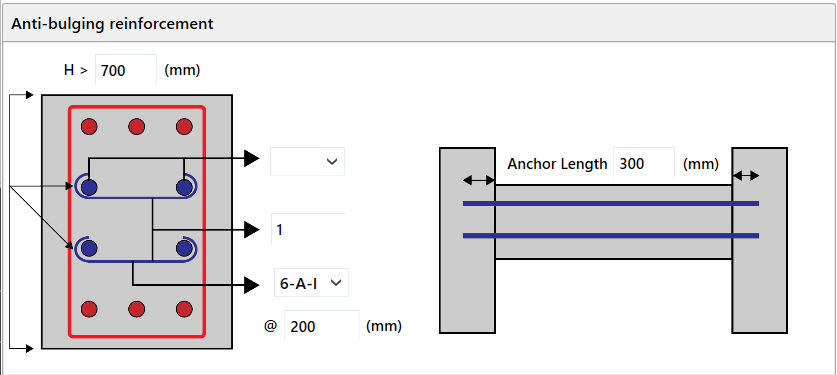 Anti-bulging reinforcement
H > 700 (mm)
Anchor Length 300 (mm)
1
6-A-I
@ 200 (mm)